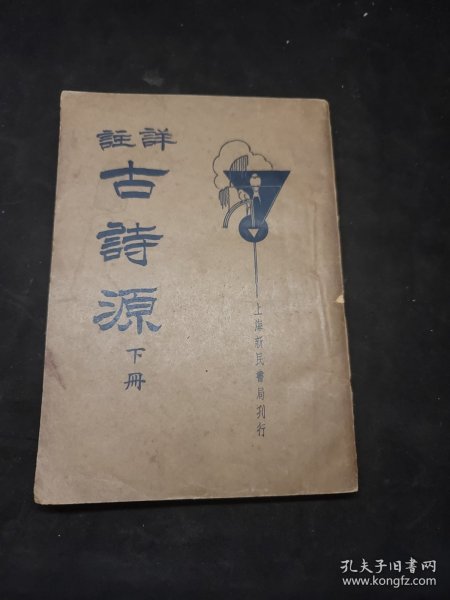 詳註
古詩源
下冊
上海新民書局刊行
孔夫子旧书网
www.kongfz.com